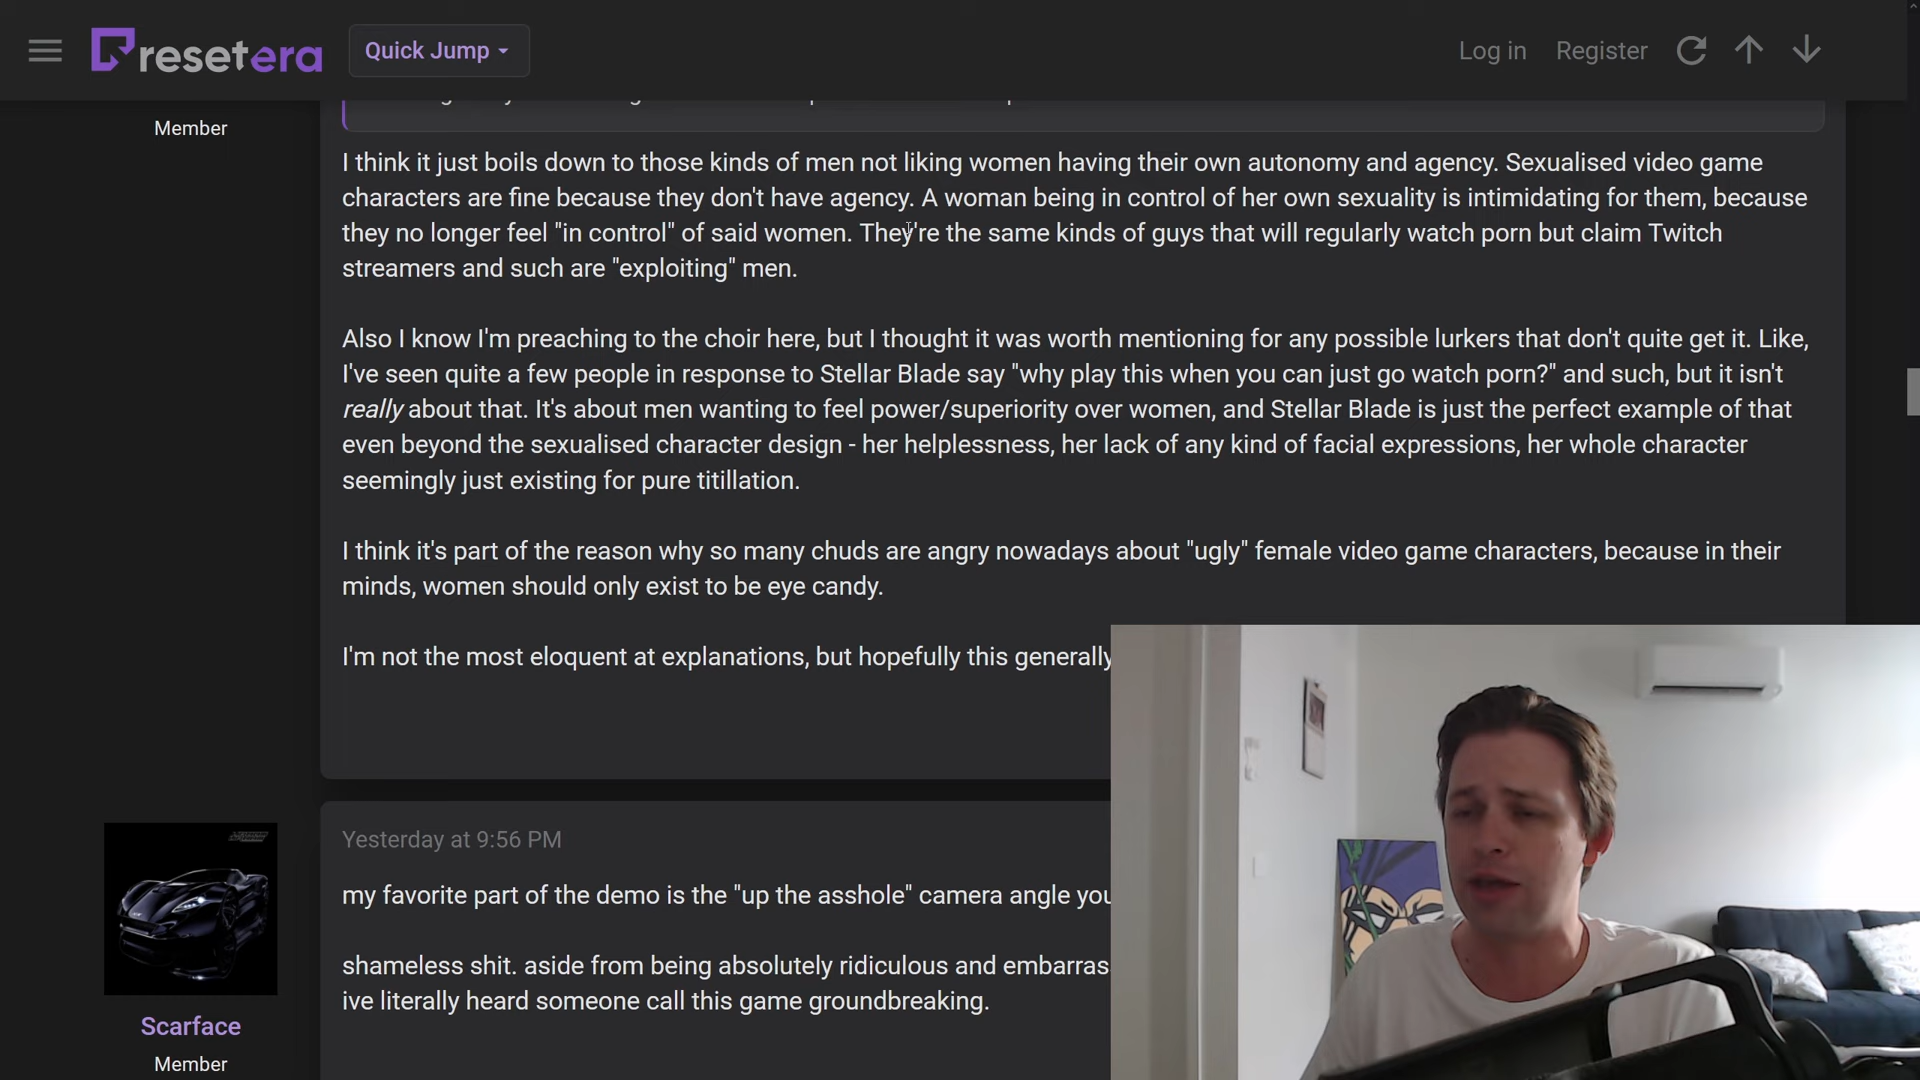 resetera
Quick Jump
Log in
Register
Member
I think it just boils down to those kinds of men not liking women having their own autonomy and agency. Sexualised video game
characters are fine because they don't have agency. A woman being in control of her own sexuality is intimidating for them, because
they no longer feel "in control" of said women. They're the same kinds of guys that will regularly watch porn but claim Twitch
streamers and such are "exploiting" men.
Also I know I'm preaching to the choir here, but I thought it was worth mentioning for any possible lurkers that don't quite get it. Like,
I've seen quite a few people in response to Stellar Blade say "why play this when you can just go watch porn?" and such, but it isn't
really about that. It's about men wanting to feel power/superiority over women, and Stellar Blade is just the perfect example of that
even beyond the sexualised character design - her helplessness, her lack of any kind of facial expressions, her whole character
seemingly just existing for pure titillation.
I think it's part of the reason why so many chuds are angry nowadays about "ugly" female video game characters, because in their
minds, women should only exist to be eye candy.
I'm not the most eloquent at explanations, but hopefully this generally
Yesterday at 9:56 PM
my favorite part of the demo is the "up the asshole" camera angle you
shameless shit. aside from being absolutely ridiculous and embarras
ive literally heard someone call this game groundbreaking.
Scarface
Member